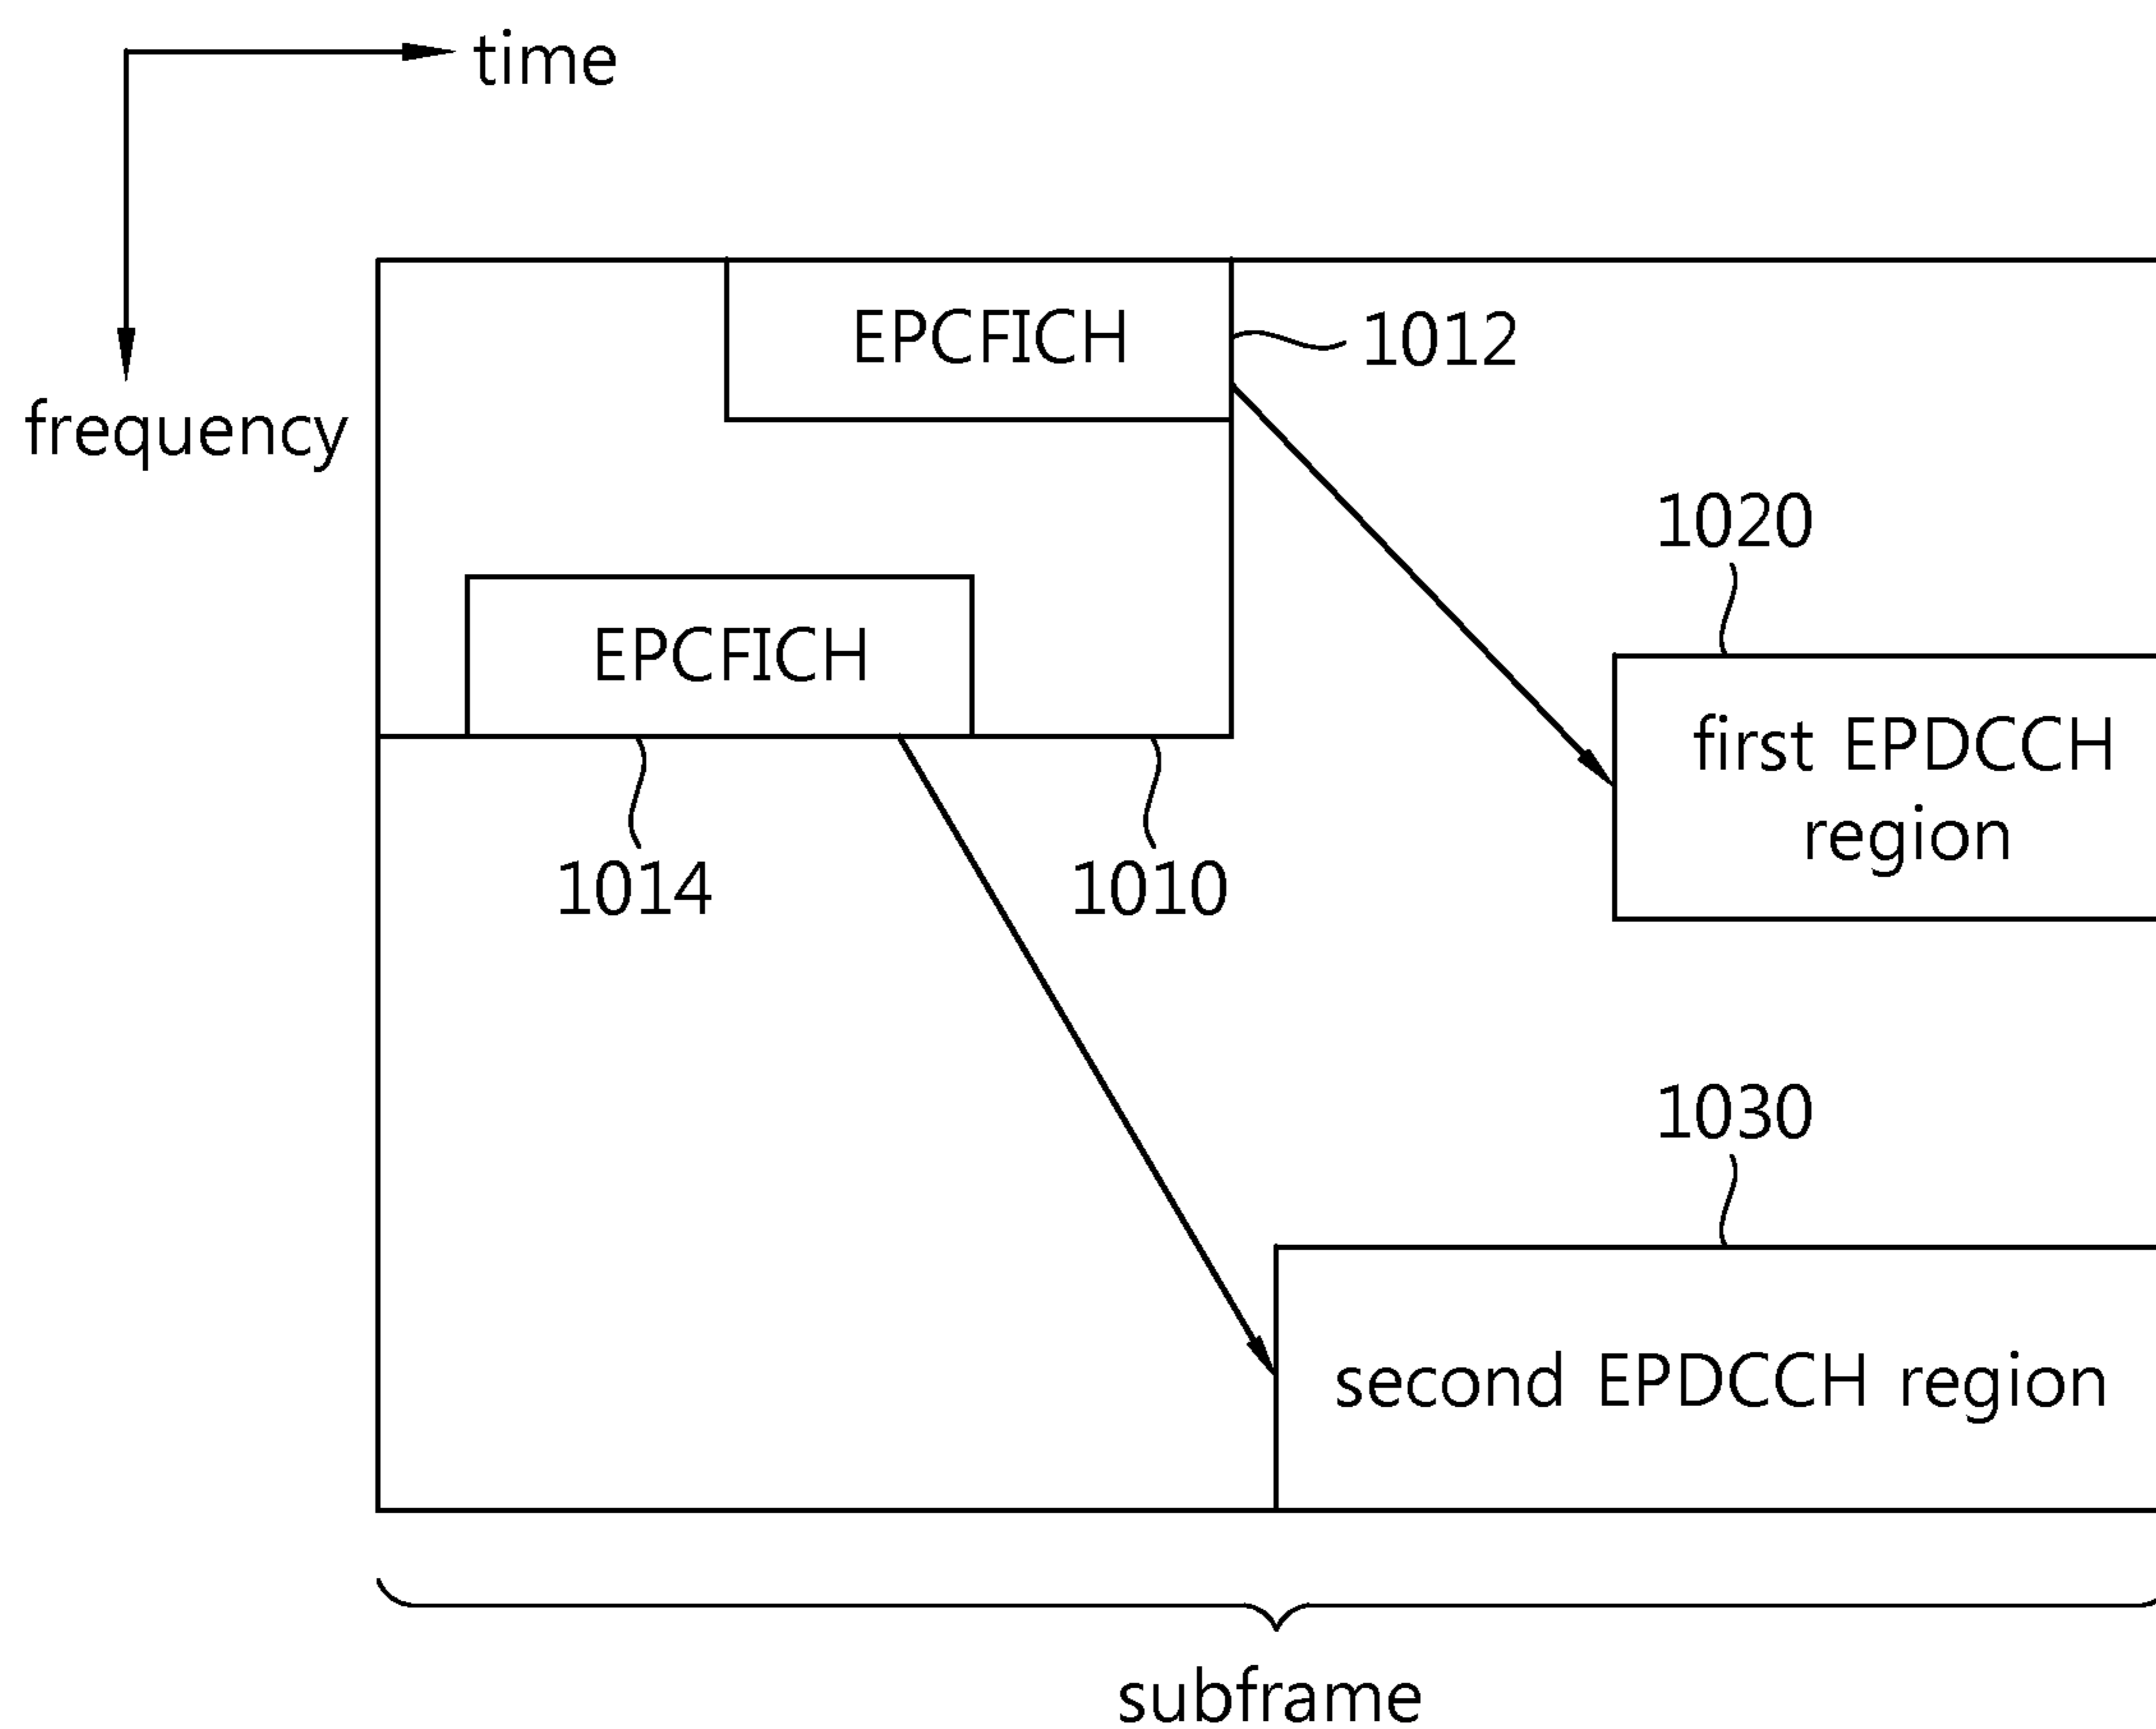 time
frequency
EPCFICH
1012
1020
EPCFICH
first EPDCCH
region
1014
1010
1030
second EPDCCH region
subframe